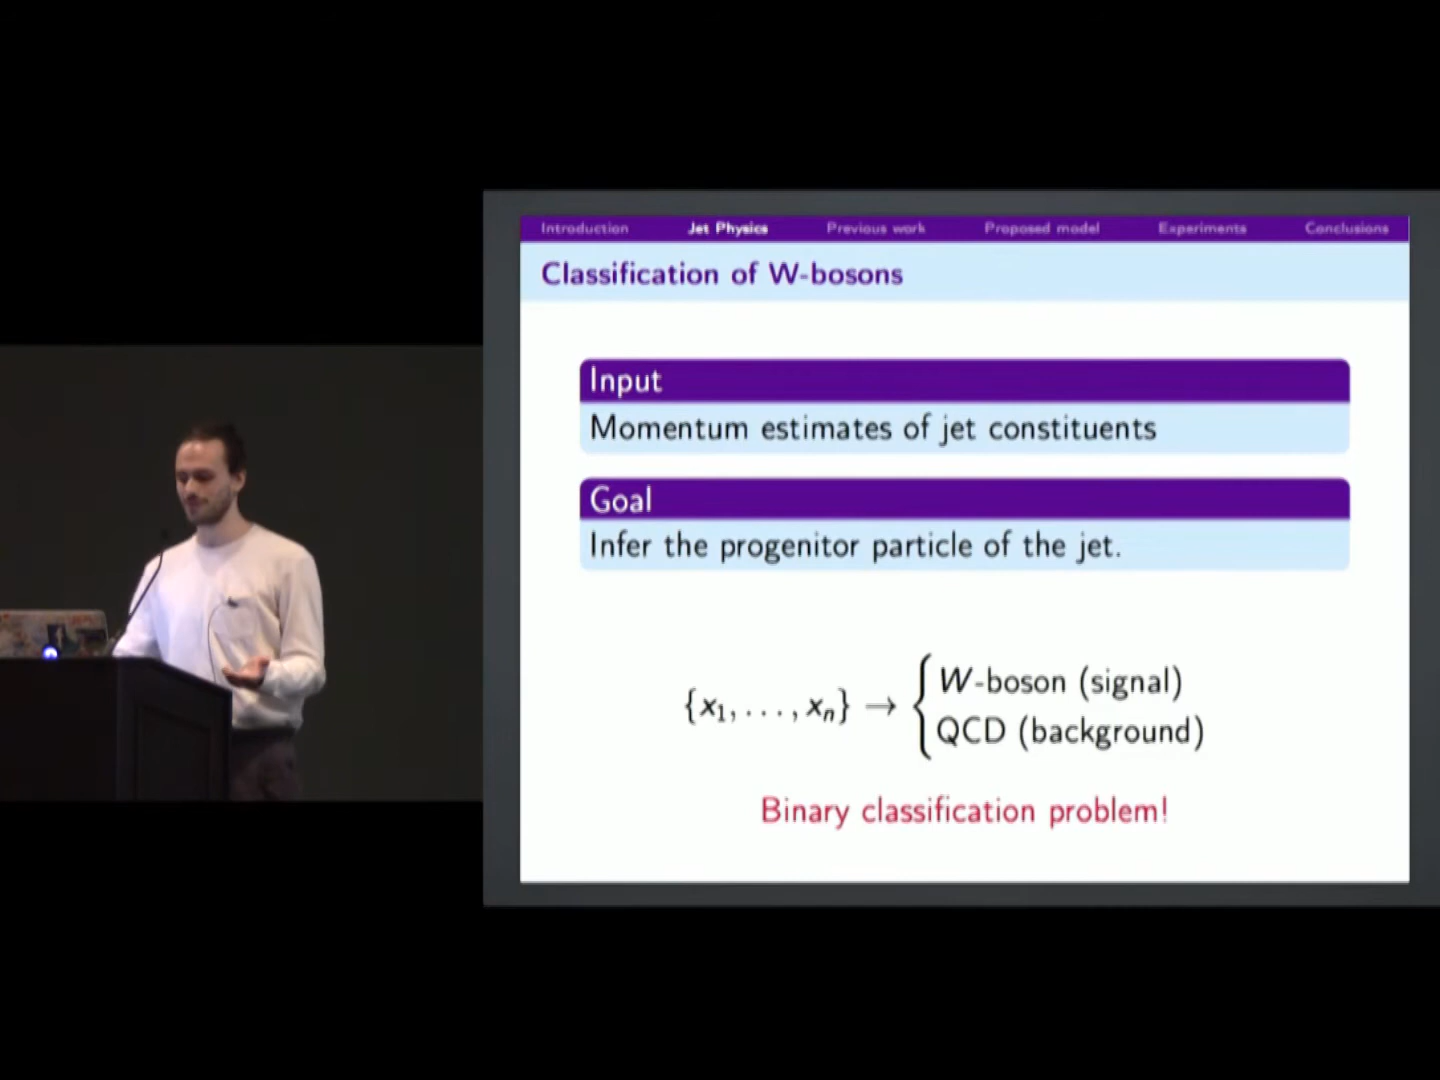 Introduction Jet Physics Previous work Proposed model Experiments Conclusions
Classification of W-bosons
Input
Momentum estimates of jet constituents
Goal
Infer the progenitor particle of the jet.
{x₁, . . . , xₙ} → { W-boson (signal)
QCD (background)
Binary classification problem!